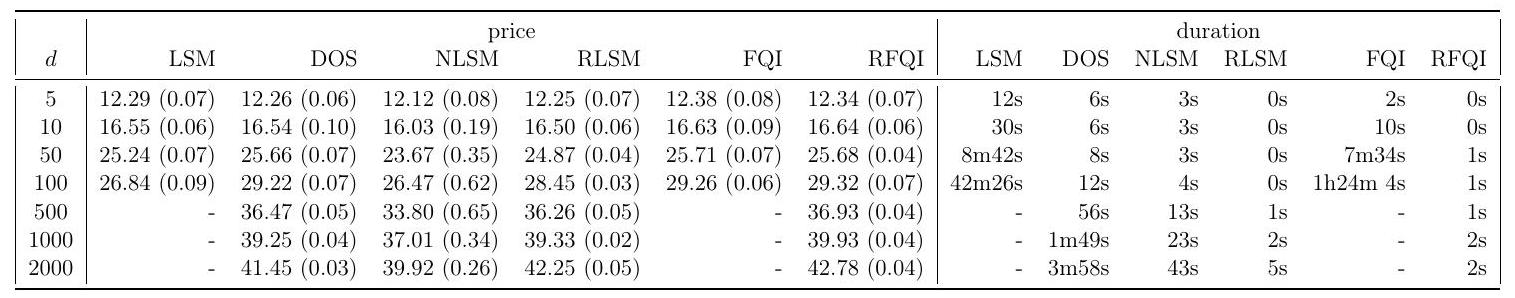 price duration
d LSM DOS NLSM RLSM FQI RFQI LSM DOS NLSM RLSM FQI RFQI
5 12.29 (0.07) 12.26 (0.06) 12.12 (0.08) 12.25 (0.07) 12.38 (0.08) 12.34 (0.07) 12s 6s 3s 0s 2s 0s
10 16.55 (0.06) 16.54 (0.10) 16.03 (0.19) 16.50 (0.06) 16.63 (0.09) 16.64 (0.06) 30s 6s 3s 0s 10s 0s
50 25.24 (0.07) 25.66 (0.07) 23.67 (0.35) 24.87 (0.04) 25.71 (0.07) 25.68 (0.04) 8m42s 8s 3s 0s 7m34s 1s
100 26.84 (0.09) 29.22 (0.07) 26.47 (0.62) 28.45 (0.03) 29.26 (0.06) 29.32 (0.07) 42m26s 12s 4s 0s 1h24m 4s 1s
500 - 36.47 (0.05) 33.80 (0.65) 36.26 (0.05) - 36.93 (0.04) - 56s 13s 1s - 1s
1000 - 39.25 (0.04) 37.01 (0.34) 39.33 (0.02) - 39.93 (0.04) - 1m49s 23s 2s - 2s
2000 - 41.45 (0.03) 39.92 (0.26) 42.25 (0.05) - 42.78 (0.04) - 3m58s 43s 5s - 2s